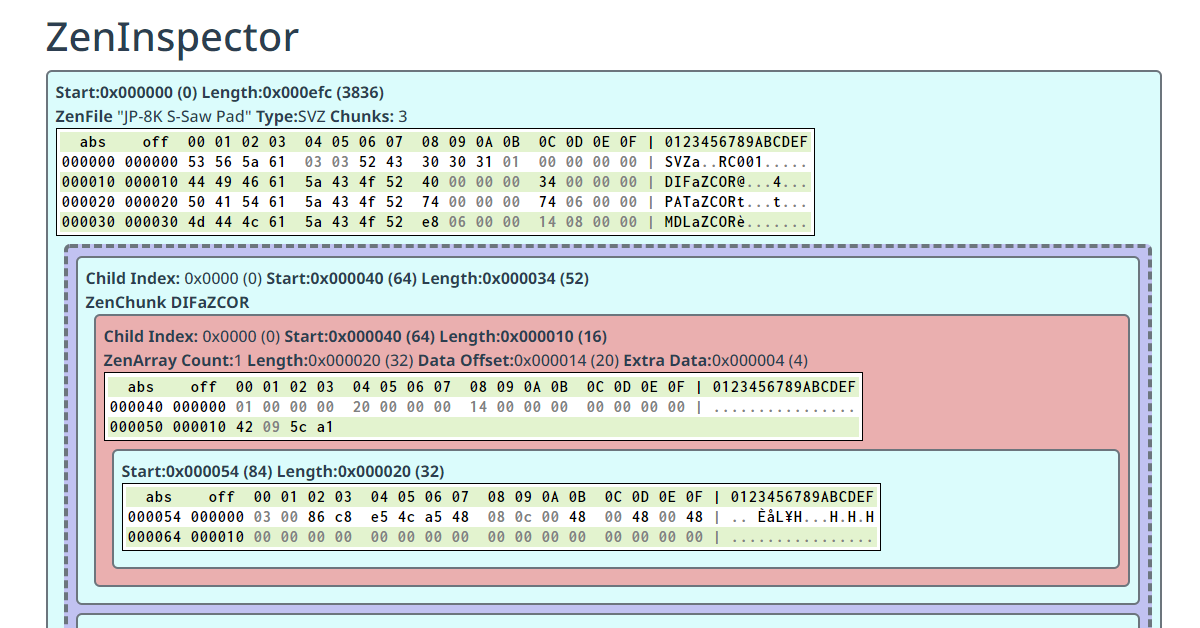 ZenInspector
Start:0x000000 (0) Length:0x000efc (3836)
ZenFile "JP-8K S-Saw Pad" Type:SVZ Chunks: 3
abs off 00 01 02 03 04 05 06 07 08 09 0A 0B 0C 0D 0E 0F | 0123456789ABCDEF
000000 000000 53 56 5a 61 03 03 52 43 30 30 31 01 00 00 00 00 | SVZa..RC001.....
000010 000010 44 49 46 61 5a 43 4f 52 40 00 00 00 34 00 00 00 | DIFaZCOR@...4...
000020 000020 50 41 54 61 5a 43 4f 52 74 00 00 00 74 06 00 00 | PATaZCORt...t...
000030 000030 4d 44 4c 61 5a 43 4f 52 e8 06 00 00 14 08 00 00 | MDLaZCORè.......
Child Index: 0x0000 (0) Start:0x000040 (64) Length:0x000034 (52)
ZenChunk DIFaZCOR
Child Index: 0x0000 (0) Start:0x000040 (64) Length:0x000010 (16)
ZenArray Count:1 Length:0x000020 (32) Data Offset:0x000014 (20) Extra Data:0x000004 (4)
abs off 00 01 02 03 04 05 06 07 08 09 0A 0B 0C 0D 0E 0F | 0123456789ABCDEF
000040 000000 01 00 00 00 20 00 00 00 14 00 00 00 00 00 00 00 | ................
000050 000010 42 09 5c a1
Start:0x000054 (84) Length:0x000020 (32)
abs off 00 01 02 03 04 05 06 07 08 09 0A 0B 0C 0D 0E 0F | 0123456789ABCDEF
000054 000000 03 00 86 c8 e5 4c a5 48 08 0c 00 48 00 48 00 48 | .. ÈåL¥H...H.H.H
000064 000010 00 00 00 00 00 00 00 00 00 00 00 00 00 00 00 00 | ................